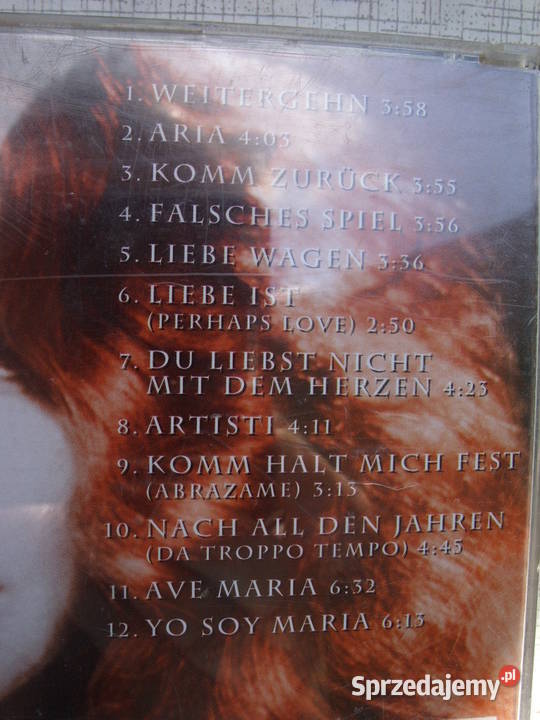 1. WEITERGEHN 3:58
2. ARIA 4:03
3. KOMM ZURÜCK 3:55
4. FALSCHES SPIEL 3:56
5. LIEBE WAGEN 3:36
6. LIEBE IST
(PERHAPS LOVE) 2:50
7. DU LIEBST NICHT
MIT DEM HERZEN 4:23
8. ARTISTI 4:11
9. KOMM HALT MICH FEST
(ABRAZAME) 3:13
10. NACH ALL DEN JAHREN
(DA TROPPO TEMPO) 4:45
11. AVE MARIA 6:32
12. YO SOY MARIA 6:13
Sprzedajemy.pl